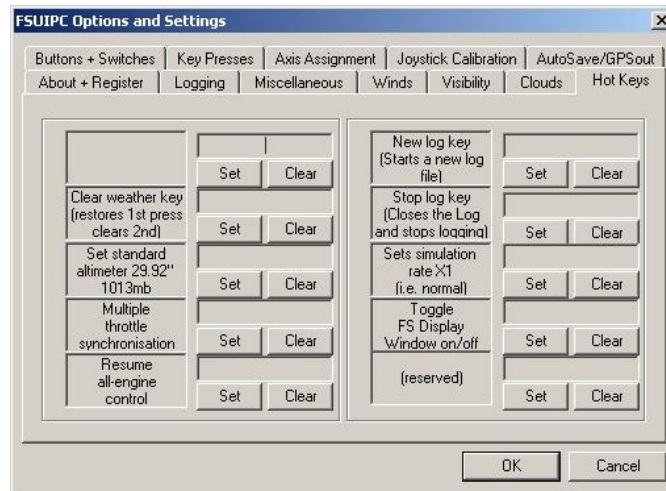 FSUIPC Options and Settings
Buttons + Switches
Key Presses
Axis Assignment
Joystick Calibration
AutoSave/GPSout
About + Register
Logging
Miscellaneous
Winds
Visibility
Clouds
Hot Keys
Set
Clear
Clear weather key
(restores 1st press
clears 2nd)
Set
Clear
Set standard
altimeter 29.92"
1013mb
Set
Clear
Multiple
throttle
synchronisation
Set
Clear
Resume
all-engine
control
Set
Clear
New log key
(Starts a new log
file)
Set
Clear
Stop log key
(Closes the Log
and stops logging)
Set
Clear
Sets simulation
rate X1
(i.e. normal)
Set
Clear
Toggle
FS Display
Window on/off
Set
Clear
(reserved)
Set
Clear
OK
Cancel